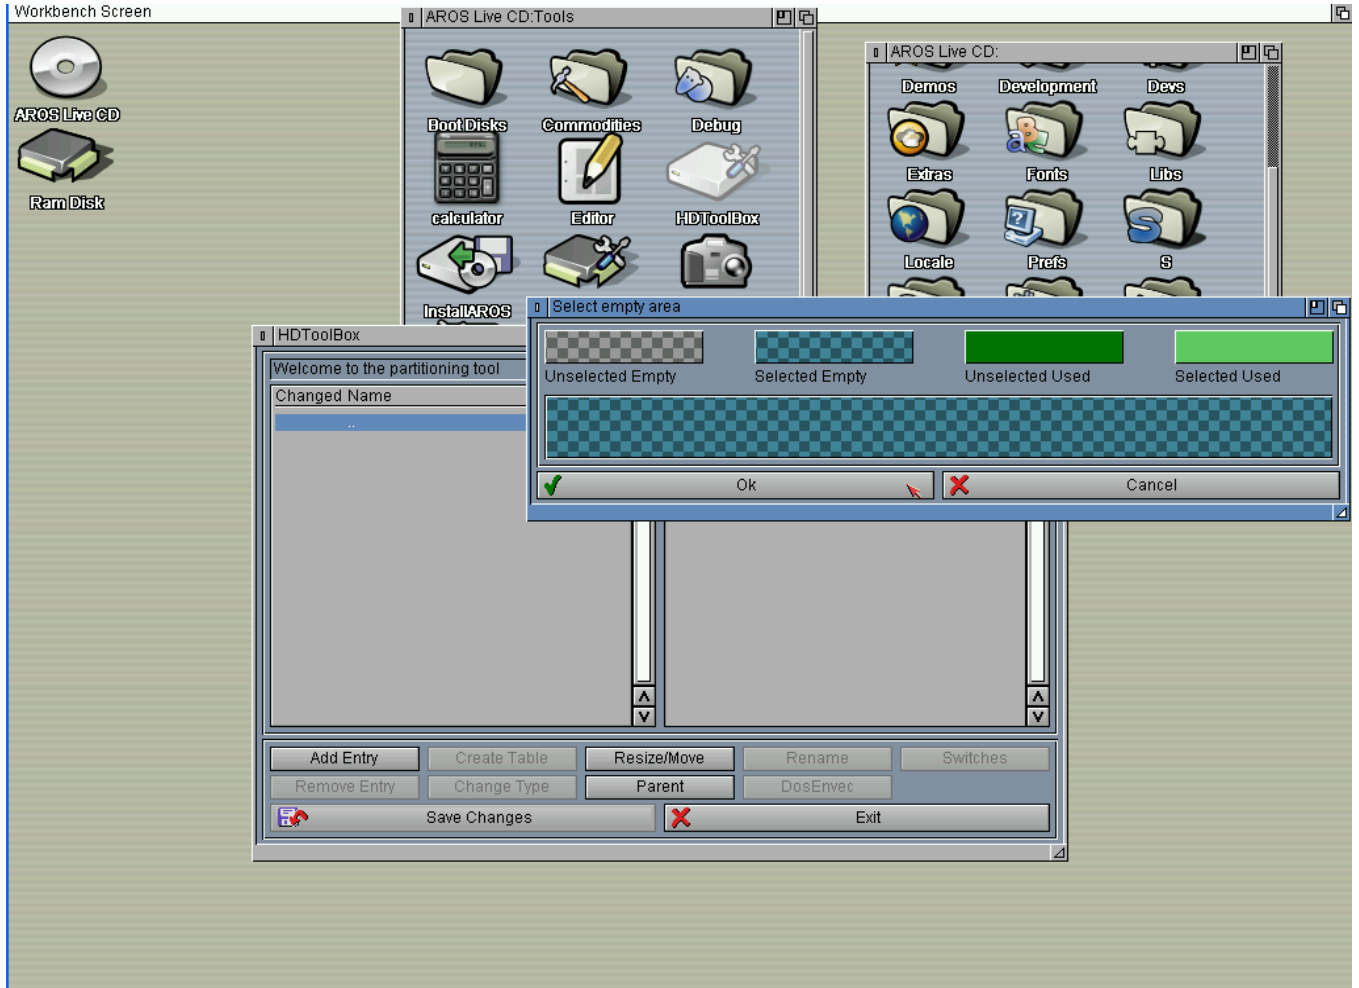 Workbench Screen
AROS Live CD
Ram Disk
AROS Live CD:Tools
Boot Disks
Commodities
Debug
calculator
Editor
HDToolBox
InstallAROS
AROS Live CD:
Demos
Development
Devs
Extras
Fonts
Libs
Locale
Prefs
S
Select empty area
Unselected Empty
Selected Empty
Unselected Used
Selected Used
Ok
Cancel
HDToolBox
Welcome to the partitioning tool
Changed Name
..
Add Entry
Create Table
Resize/Move
Rename
Switches
Remove Entry
Change Type
Parent
DosEnvec
Save Changes
Exit